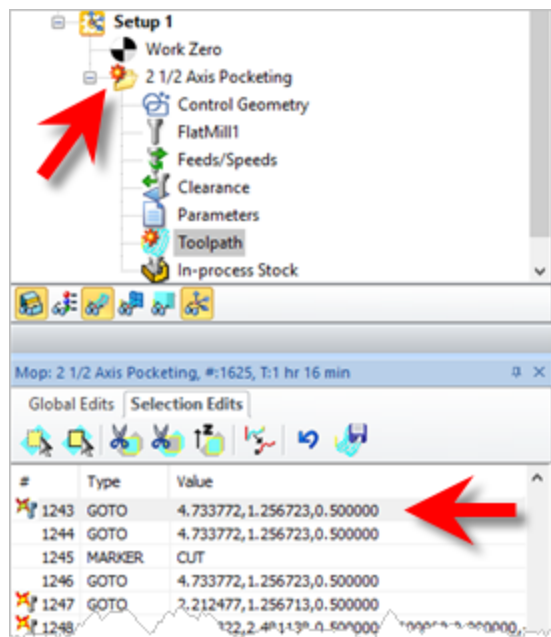 Setup 1
Work Zero
2 1/2 Axis Pocketing
Control Geometry
FlatMill1
Feeds/Speeds
Clearance
Parameters
Toolpath
In-process Stock
Mop: 2 1/2 Axis Pocketing, #:1625, T:1 hr 16 min
Global Edits Selection Edits
# Type Value
1243 GOTO 4.733772,1.256723,0.500000
1244 GOTO 4.733772,1.256723,0.500000
1245 MARKER CUT
1246 GOTO 4.733772,1.256723,0.500000
1247 GOTO 2.212477,1.256713,0.500000
1248